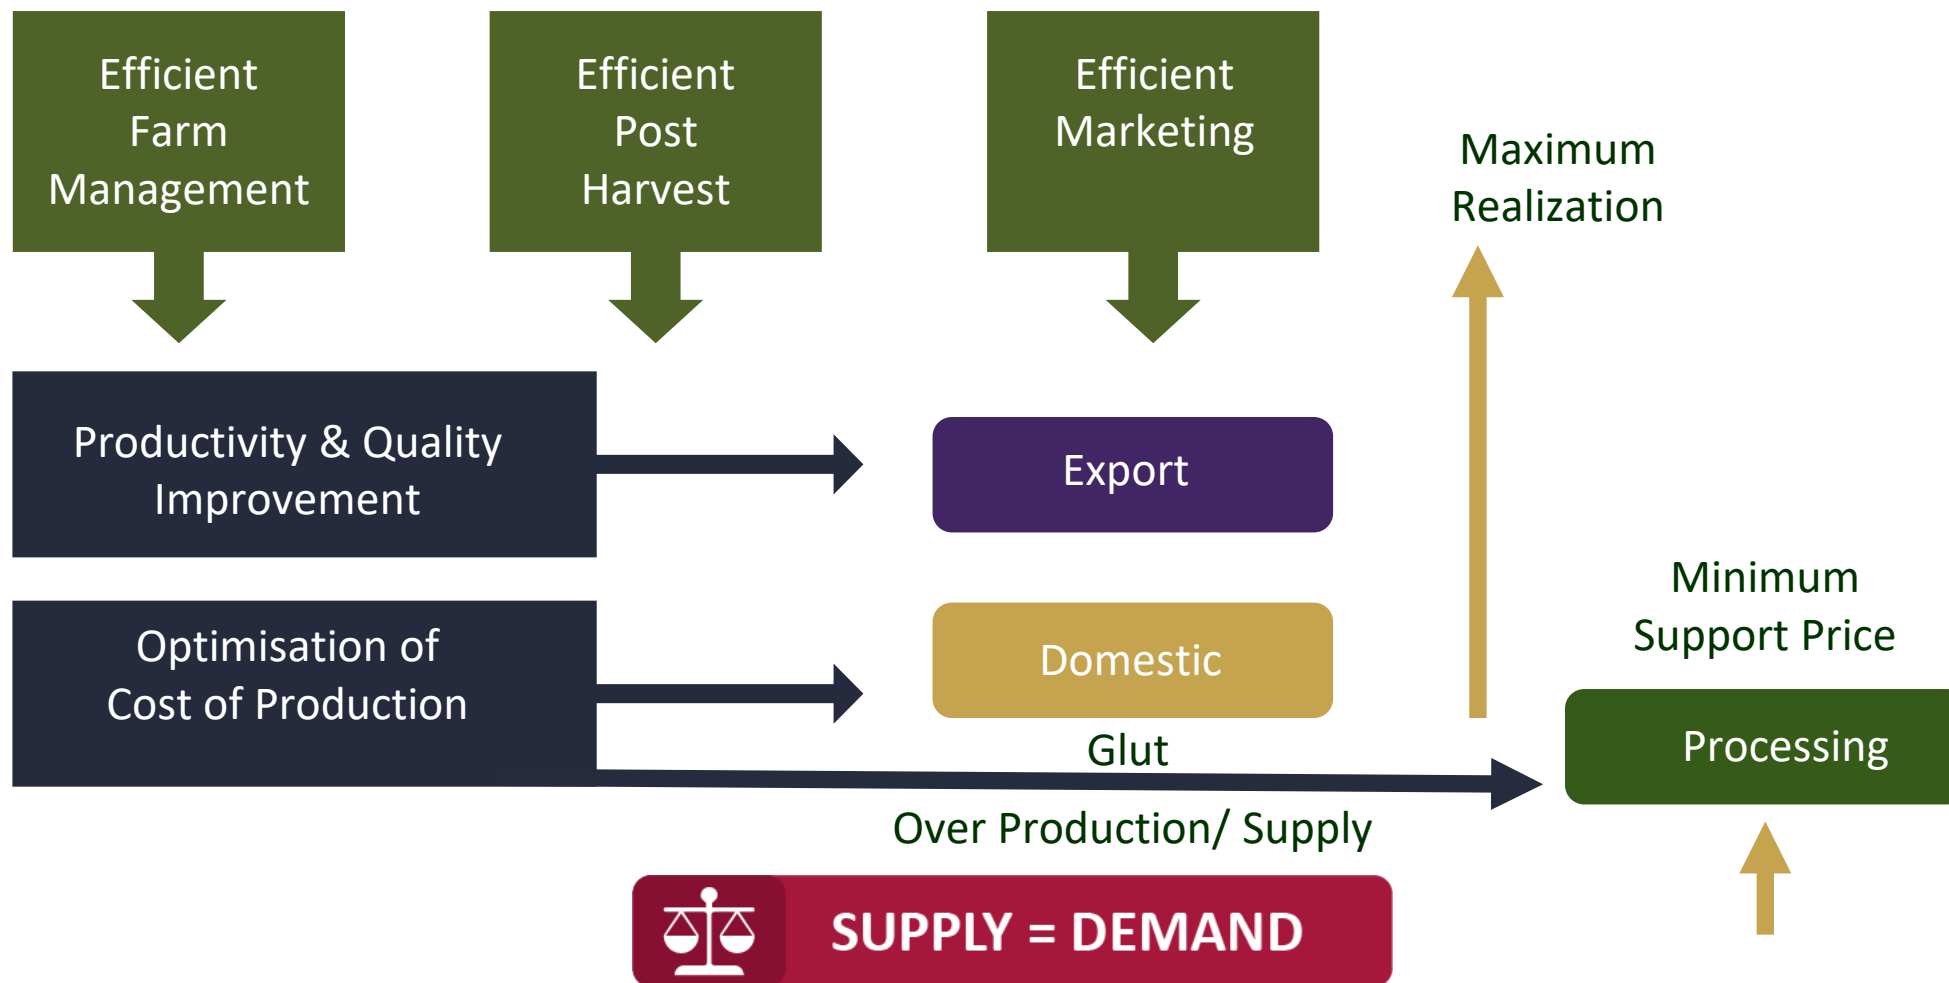 Efficient
Farm
Management
Efficient
Post
Harvest
Efficient
Marketing
Maximum
Realization
Productivity & Quality
Improvement
Export
Optimisation of
Cost of Production
Domestic
Minimum
Support Price
Processing
Glut
Over Production/ Supply
SUPPLY = DEMAND